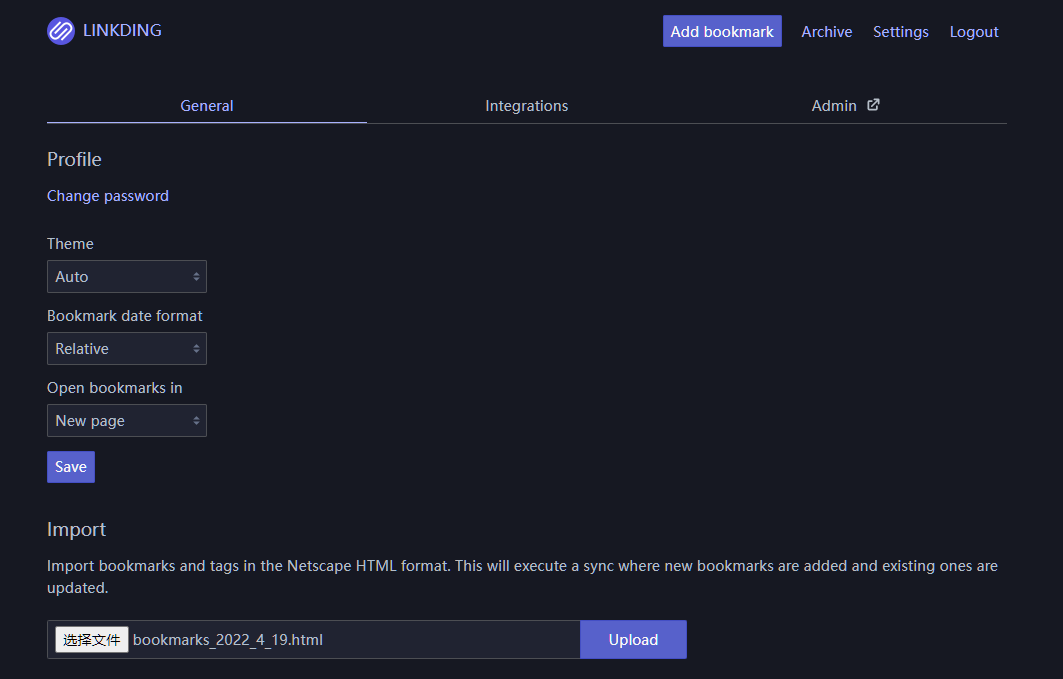 LINKDING
Add bookmark Archive Settings Logout
General Integrations Admin
Profile
Change password
Theme
Auto
Bookmark date format
Relative
Open bookmarks in
New page
Save
Import
Import bookmarks and tags in the Netscape HTML format. This will execute a sync where new bookmarks are added and existing ones are
updated.
选择文件 bookmarks_2022_4_19.html Upload